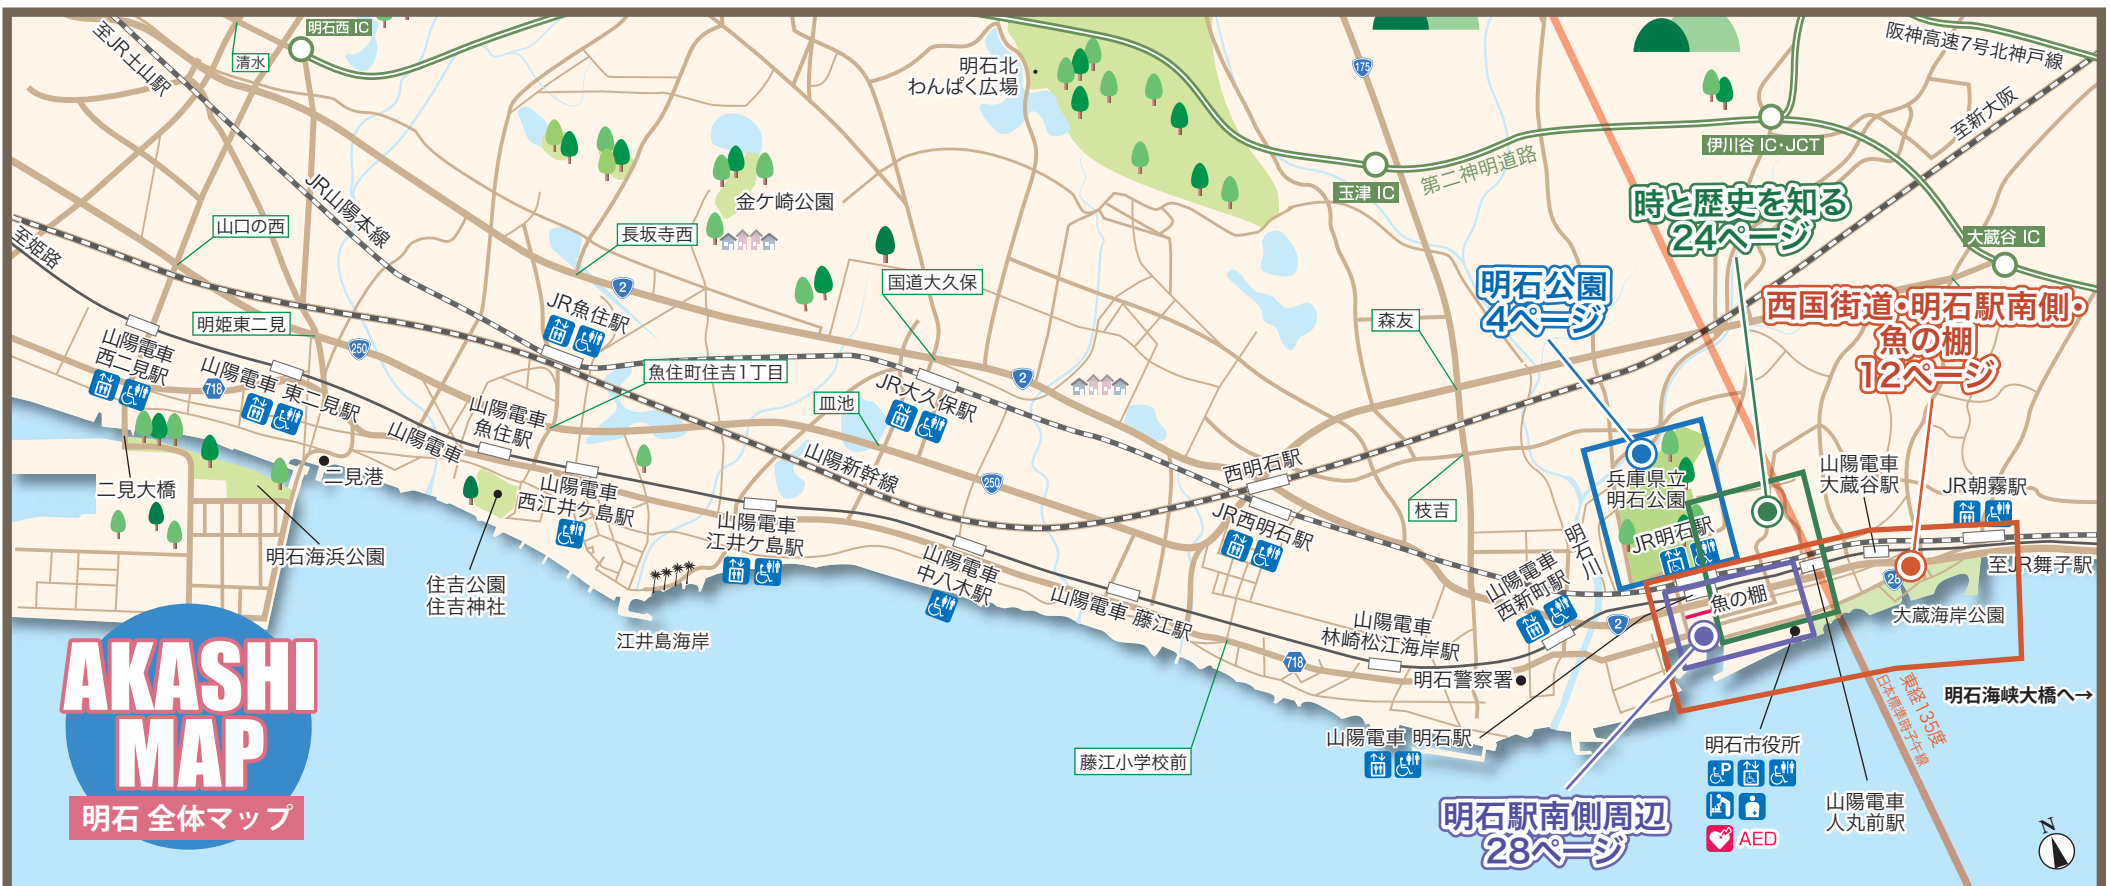 明石西 IC
至JR土山駅
清水
明石北
わんぱく広場
175
阪神高速7号北神戸線
至新大阪
伊川谷 IC・JCT
第二神明道路
玉津 IC
時と歴史を知る
24ページ
大蔵谷 IC
JR山陽本線
金ケ崎公園
山口の西
長坂寺西
至姫路
国道大久保
2
明石公園
4ページ
西国街道・明石駅南側・
魚の棚
12ページ
JR魚住駅
明姫東二見
森友
250
山陽電車
西二見駅
718
山陽電車 東二見駅
魚住町住吉1丁目
皿池
JR大久保駅
2
山陽電車
魚住駅
山陽電車
山陽新幹線
250
西明石駅
枝吉
兵庫県立
明石公園
山陽電車
大蔵谷駅
JR朝霧駅
二見港
二見大橋
明石海浜公園
山陽電車
西江井ケ島駅
山陽電車
江井ケ島駅
JR西明石駅
JR明石駅
明石川
住吉公園
住吉神社
山陽電車
中八木駅
山陽電車 藤江駅
山陽電車
西新町駅
魚の棚
28
至JR舞子駅
大蔵海岸公園
江井島海岸
山陽電車
林崎松江海岸駅
2
718
明石警察署
AKASHI
MAP
明石 全体マップ
藤江小学校前
山陽電車 明石駅
明石海峡大橋へ→
東経135度
日本標準時子午線
明石市役所
P
AED
山陽電車
人丸前駅
明石駅南側周辺
28ページ
N